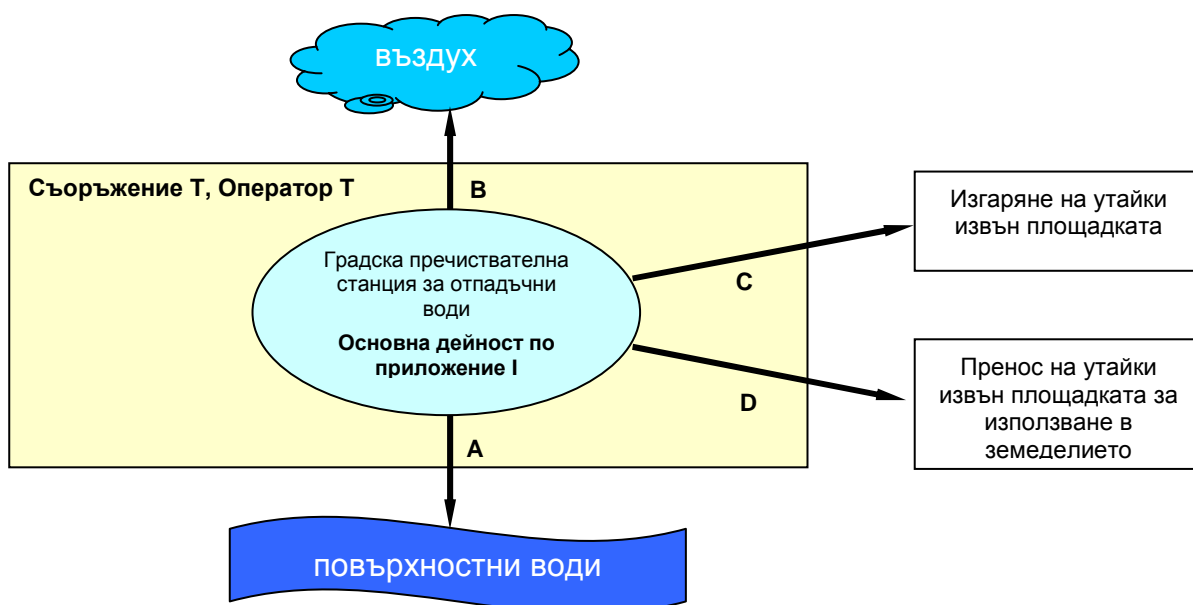 въздух
Съоръжение Т, Оператор Т
B
Градска пречиствателна
станция за отпадъчни
води
Основна дейност по
приложение I
C
D
A
Изгаряне на утайки
извън площадката
Пренос на утайки
извън площадката за
използване в
земеделието
повърхностни води